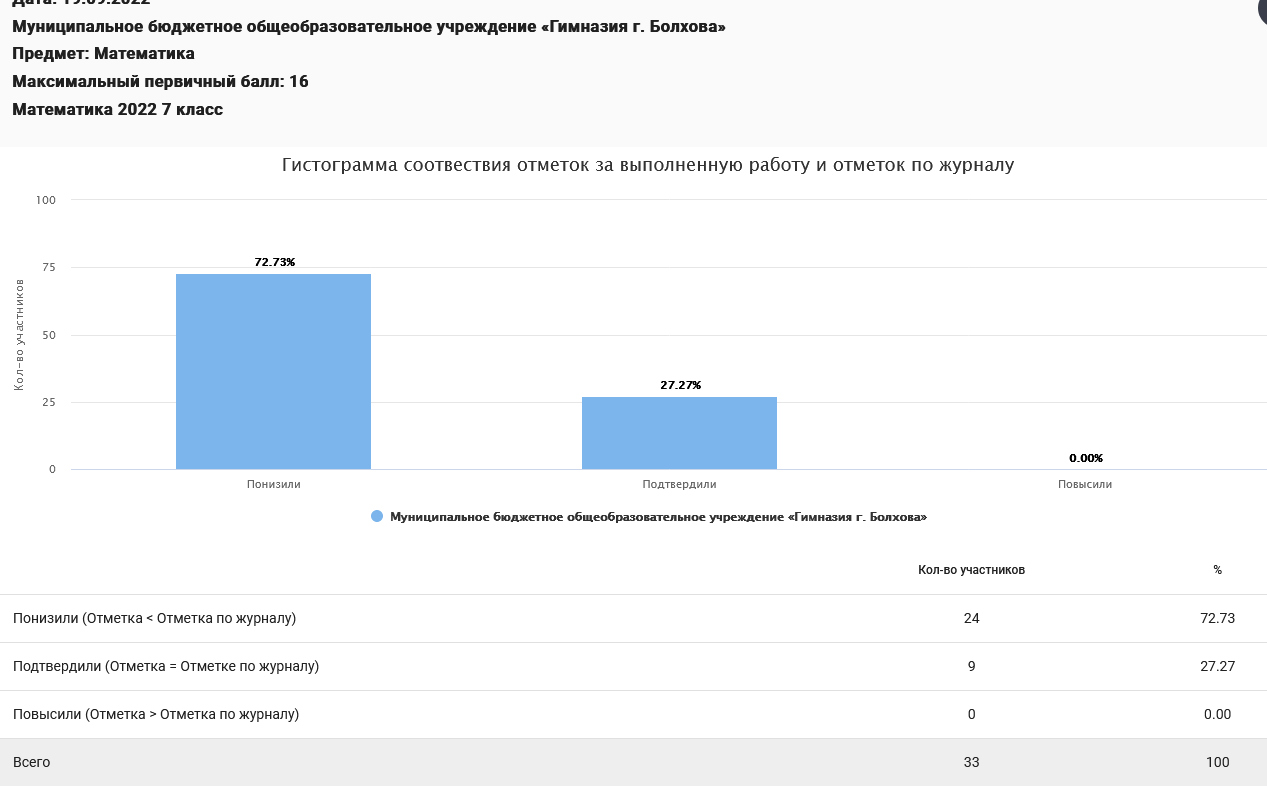 Дата: 19.09.2022
Муниципальное бюджетное общеобразовательное учреждение «Гимназия г. Болхова»
Предмет: Математика
Максимальный первичный балл: 16
Математика 2022 7 класс
Гистограмма соотвествия отметок за выполненную работу и отметок по журналу
Кол-во участников
100
75
50
25
0
72.73%
27.27%
0.00%
Понизили
Подтвердили
Повысили
Муниципальное бюджетное общеобразовательное учреждение «Гимназия г. Болхова»
Кол-во участников %
Понизили (Отметка < Отметка по журналу) 24 72.73
Подтвердили (Отметка = Отметке по журналу) 9 27.27
Повысили (Отметка > Отметка по журналу) 0 0.00
Всего 33 100